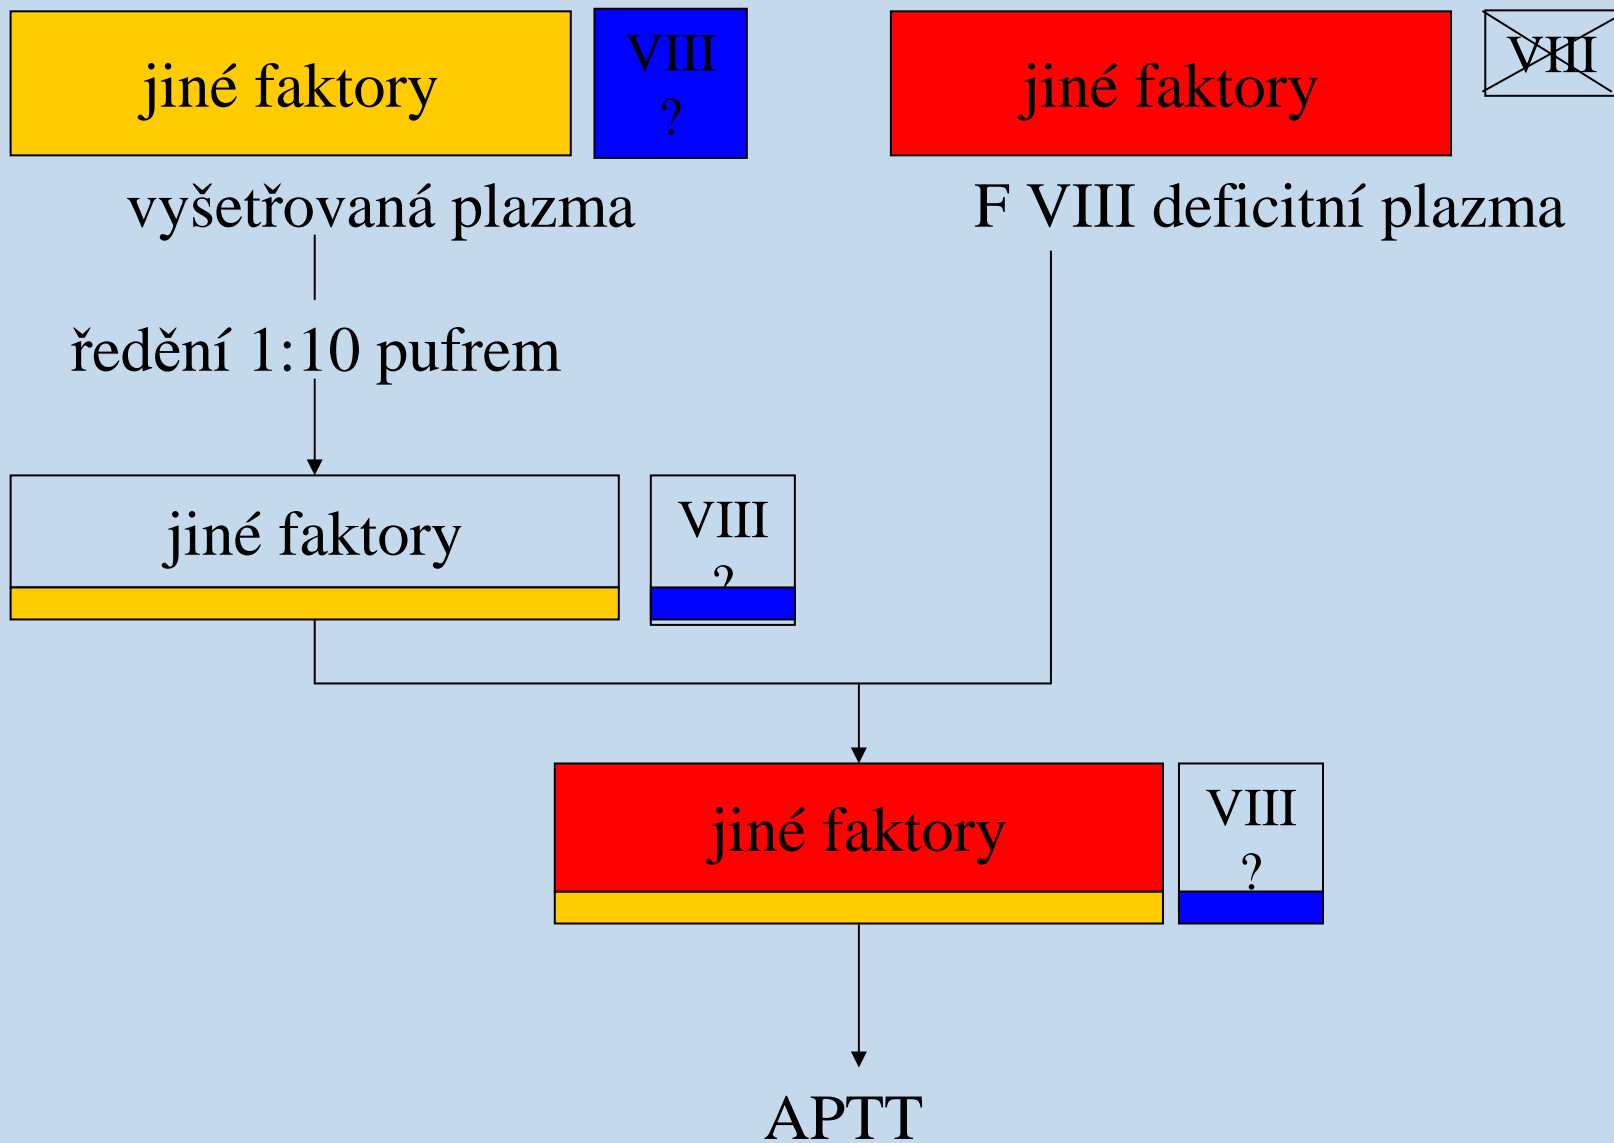 jiné faktory
VIII
?
jiné faktory
VIII
vyšetřovaná plazma
F VIII deficitní plazma
ředění 1:10 pufrem
jiné faktory
VIII
?
jiné faktory
VIII
?
APTT